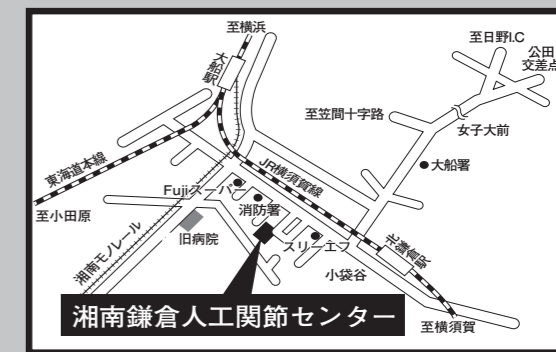 至横浜
大船駅
至日野I.C
公田
交差点
至笠間十字路
女子大前
大船署
東海道本線
JR横須賀線
Fujiスーパー
消防署
至小田原
旧病院
スリーエフ
北鎌倉駅
湘南モノレール
小袋谷
湘南鎌倉人工関節センター
至横須賀